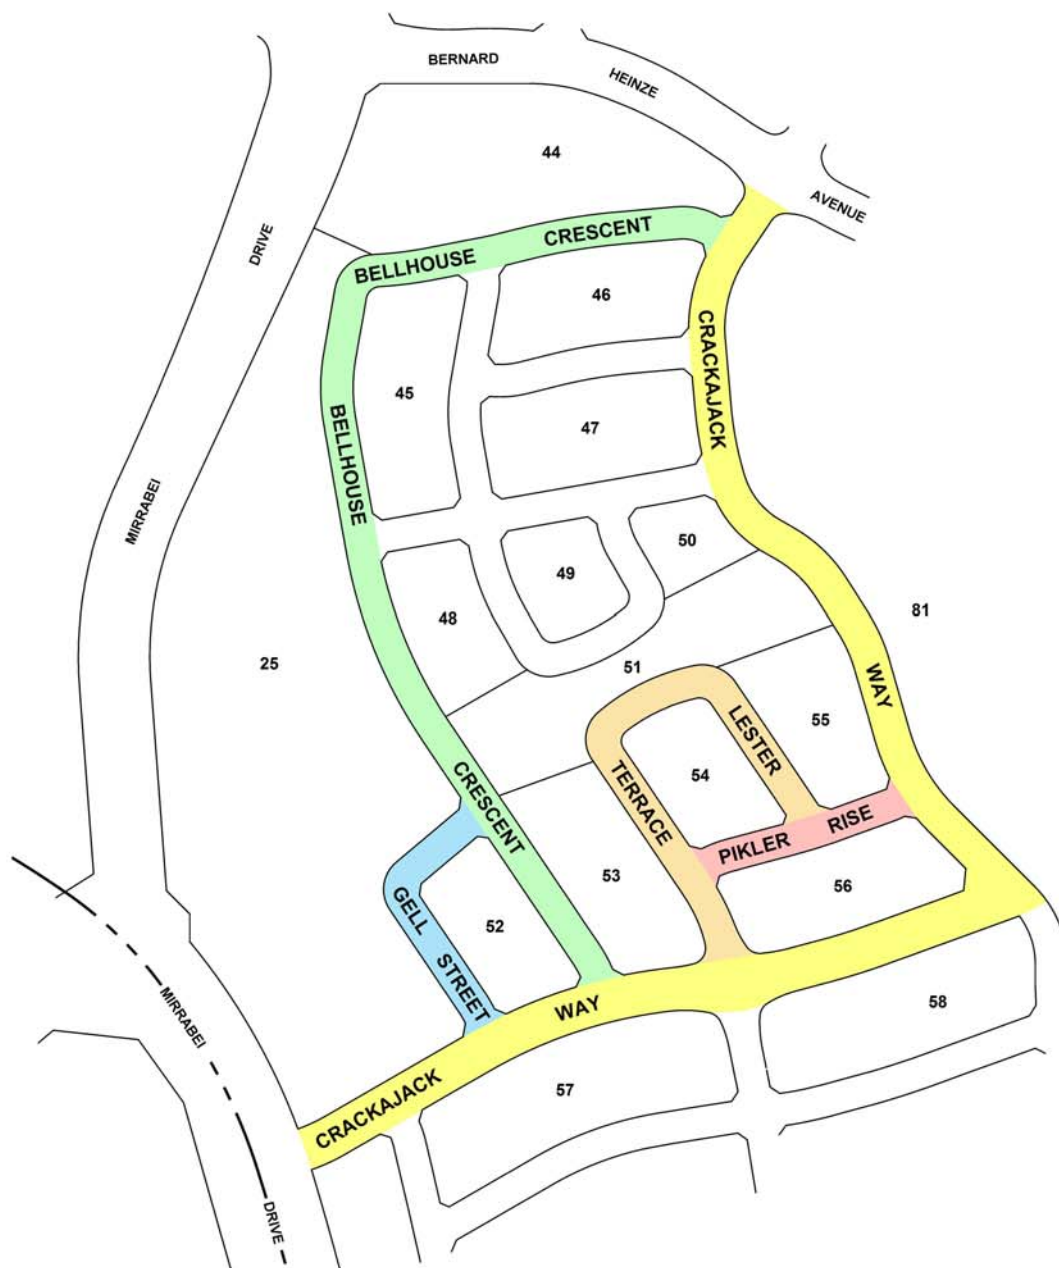 BERNARD
HEINZE
AVENUE
44
DRIVE
BELLHOUSE
CRESCENT
46
CRACKAJACK
45
47
BELLHOUSE
MIRRABEI
50
49
48
81
25
51
WAY
LESTER
55
54
TERRACE
CRESCENT
PIKLER
RISE
53
56
GELL
STREET
52
WAY
58
MIRRABEI
57
CRACKAJACK
DRIVE